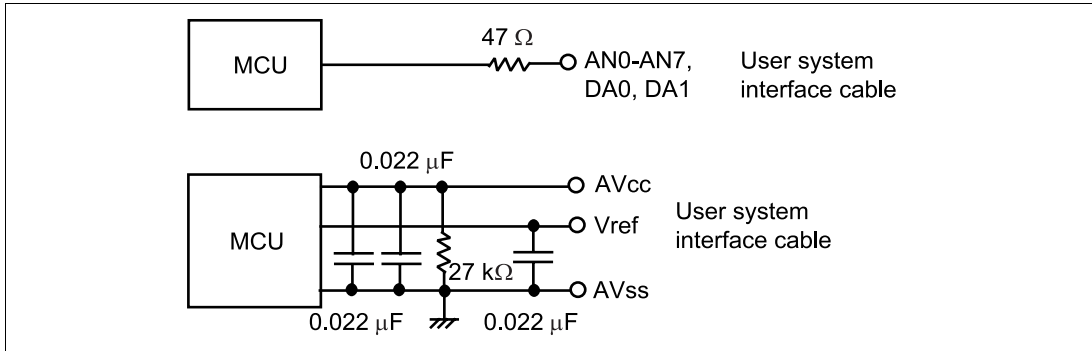 47 Ω
MCU
AN0-AN7,
DA0, DA1
User system
interface cable
0.022 μF
AVcc
Vref
User system
interface cable
MCU
27 kΩ
AVss
0.022 μF
0.022 μF